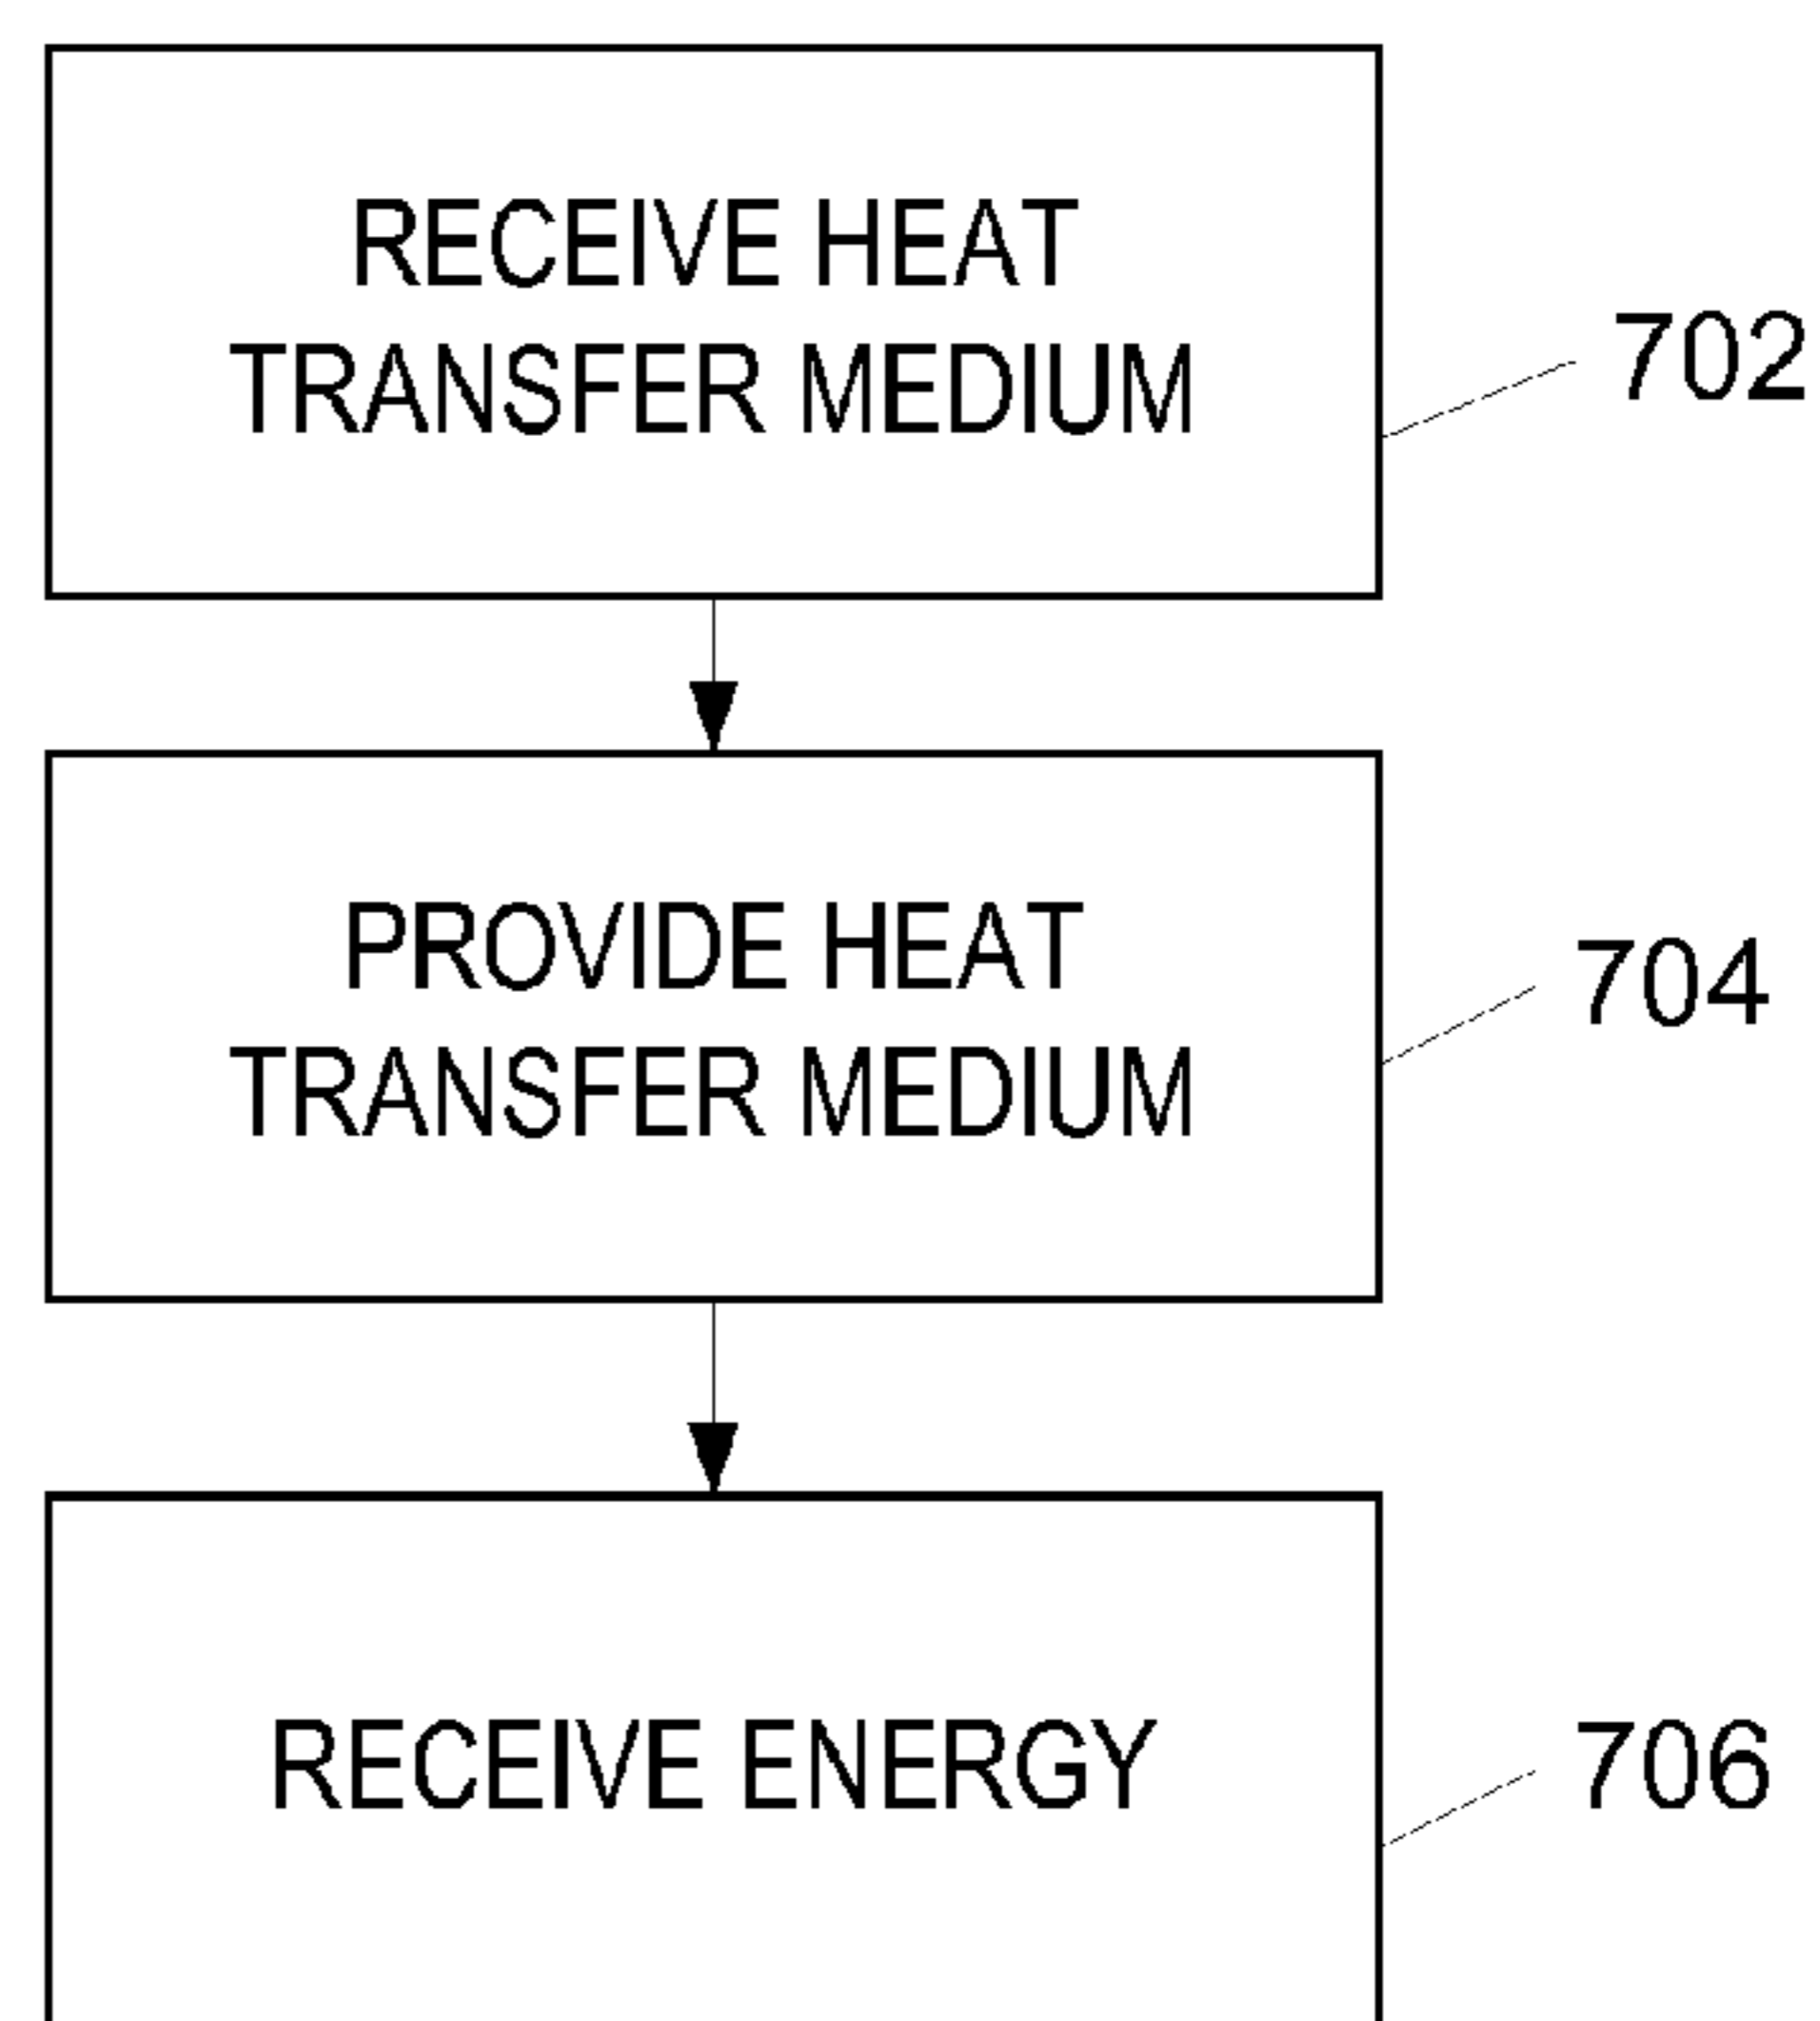 RECEIVE HEAT
TRANSFER MEDIUM
702
PROVIDE HEAT
TRANSFER MEDIUM
704
RECEIVE ENERGY
706